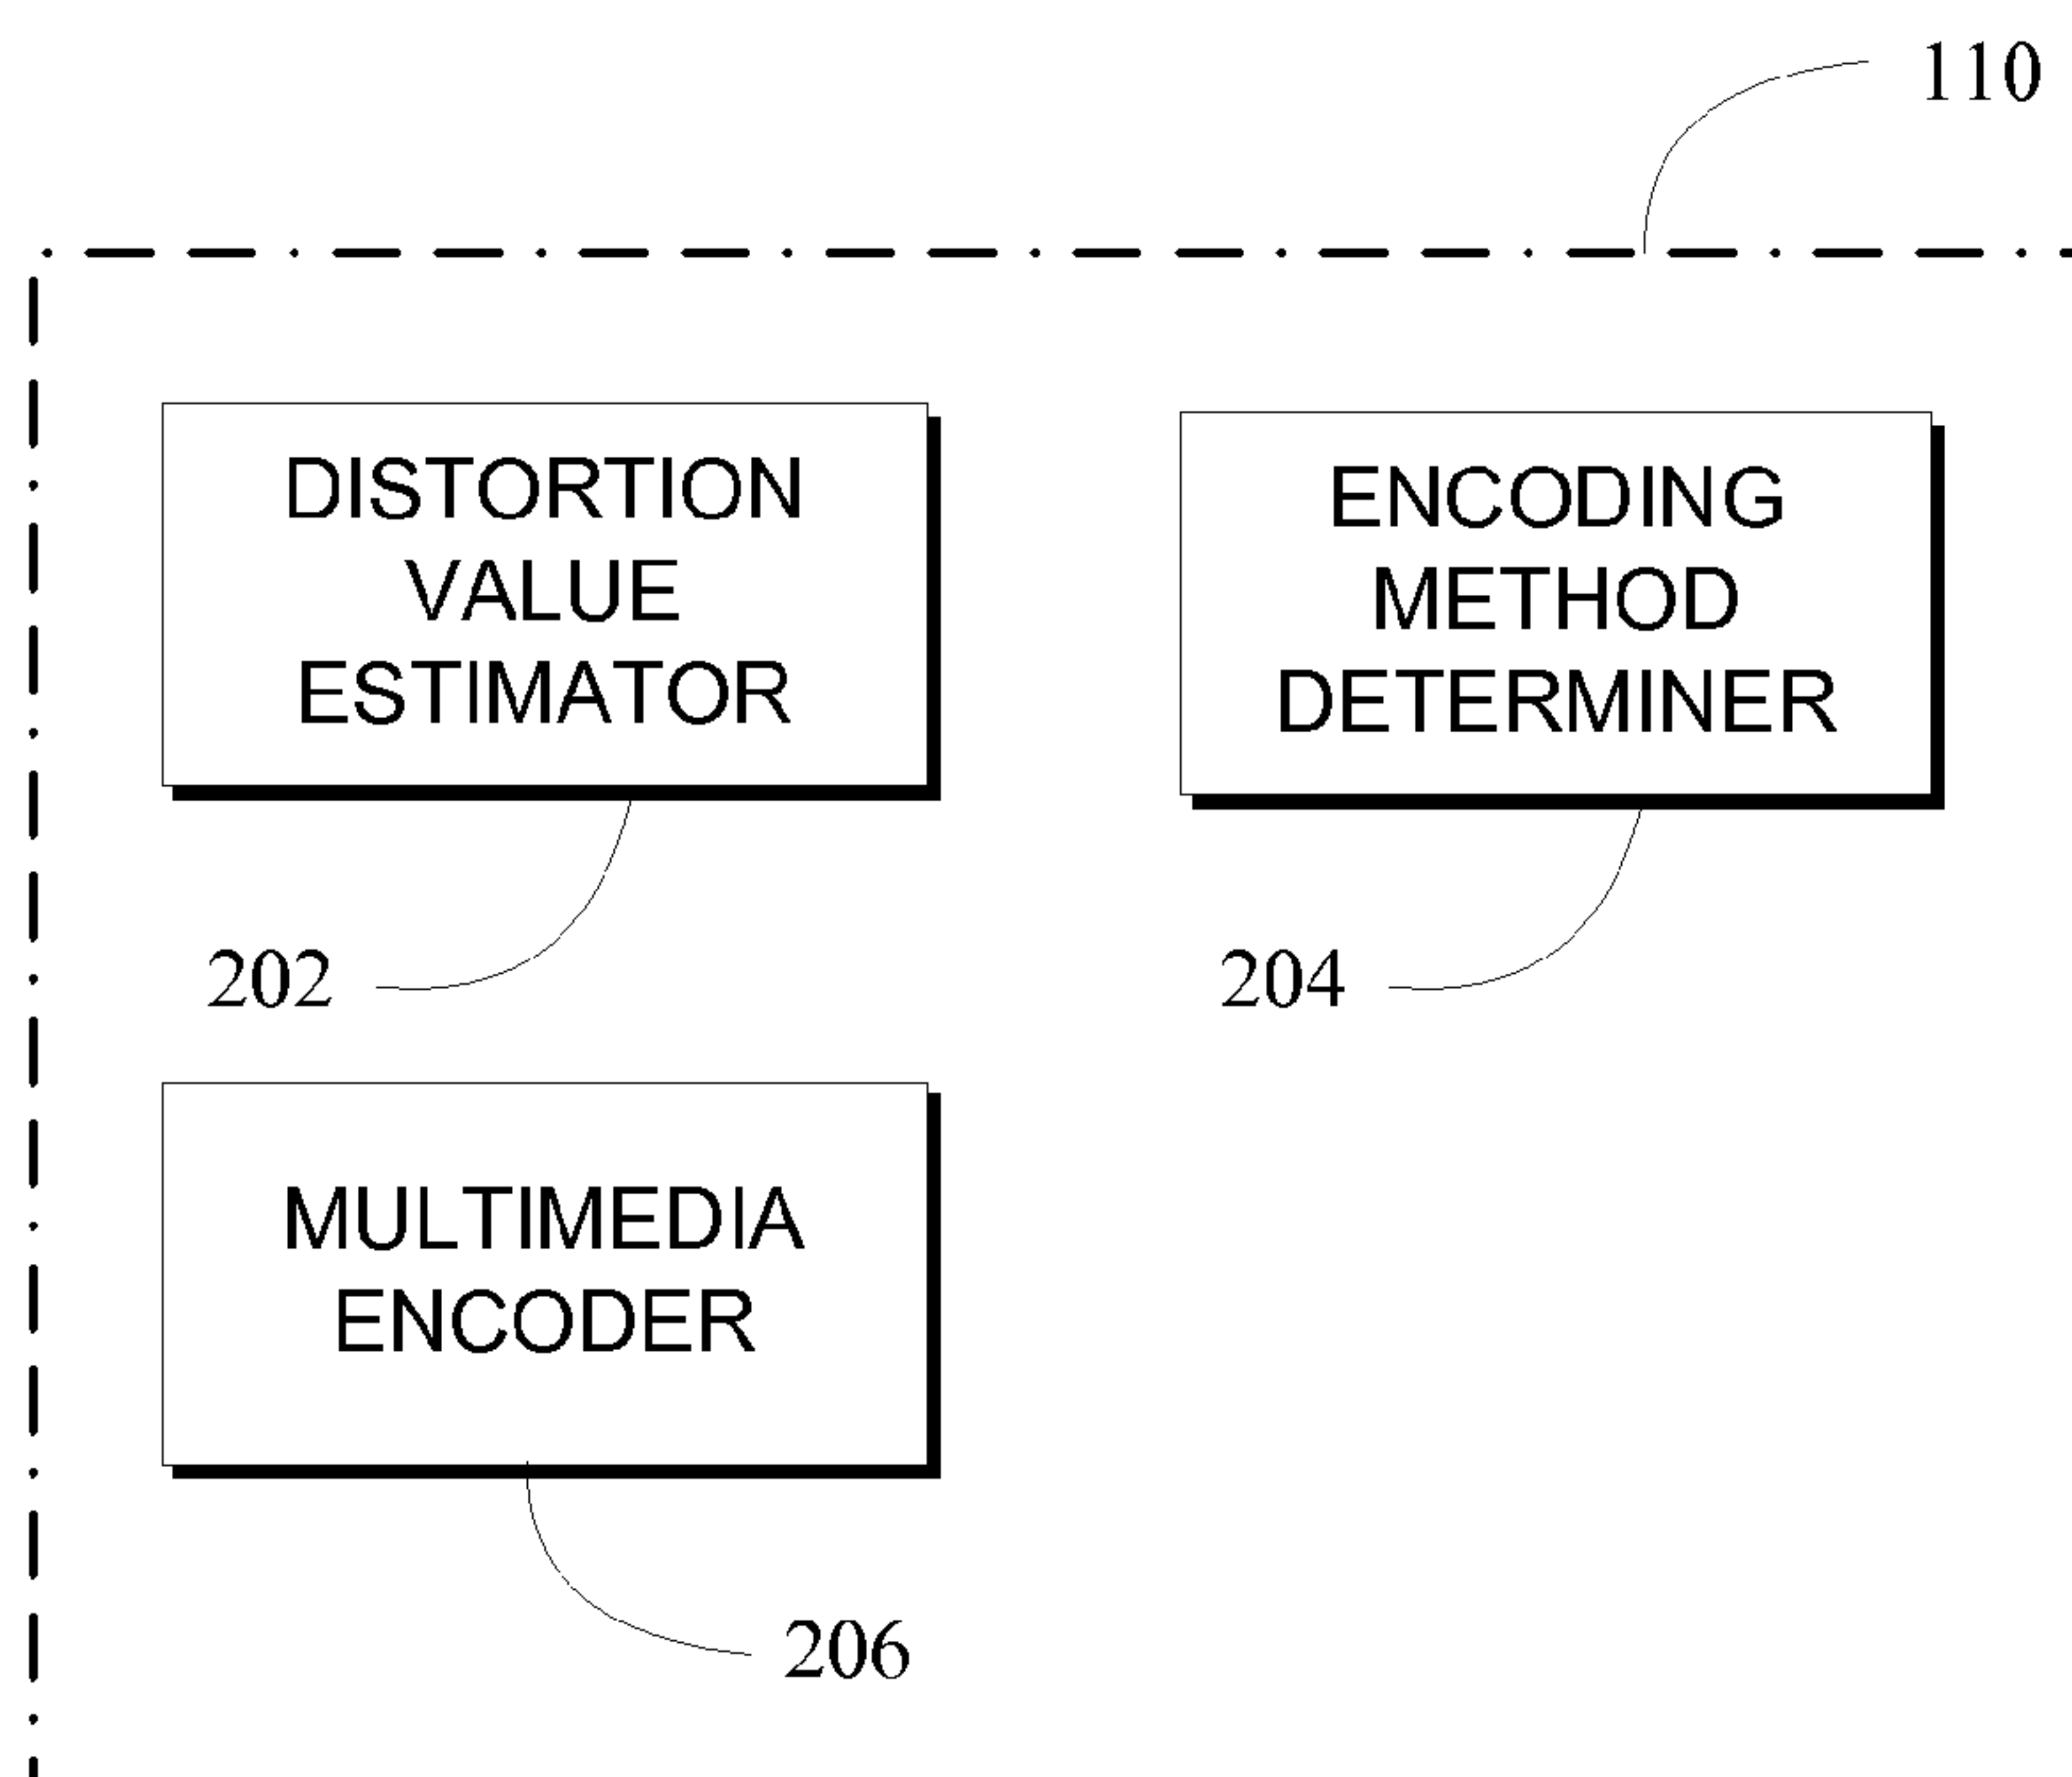 110
DISTORTION
VALUE
ESTIMATOR
202
ENCODING
METHOD
DETERMINER
204
MULTIMEDIA
ENCODER
206